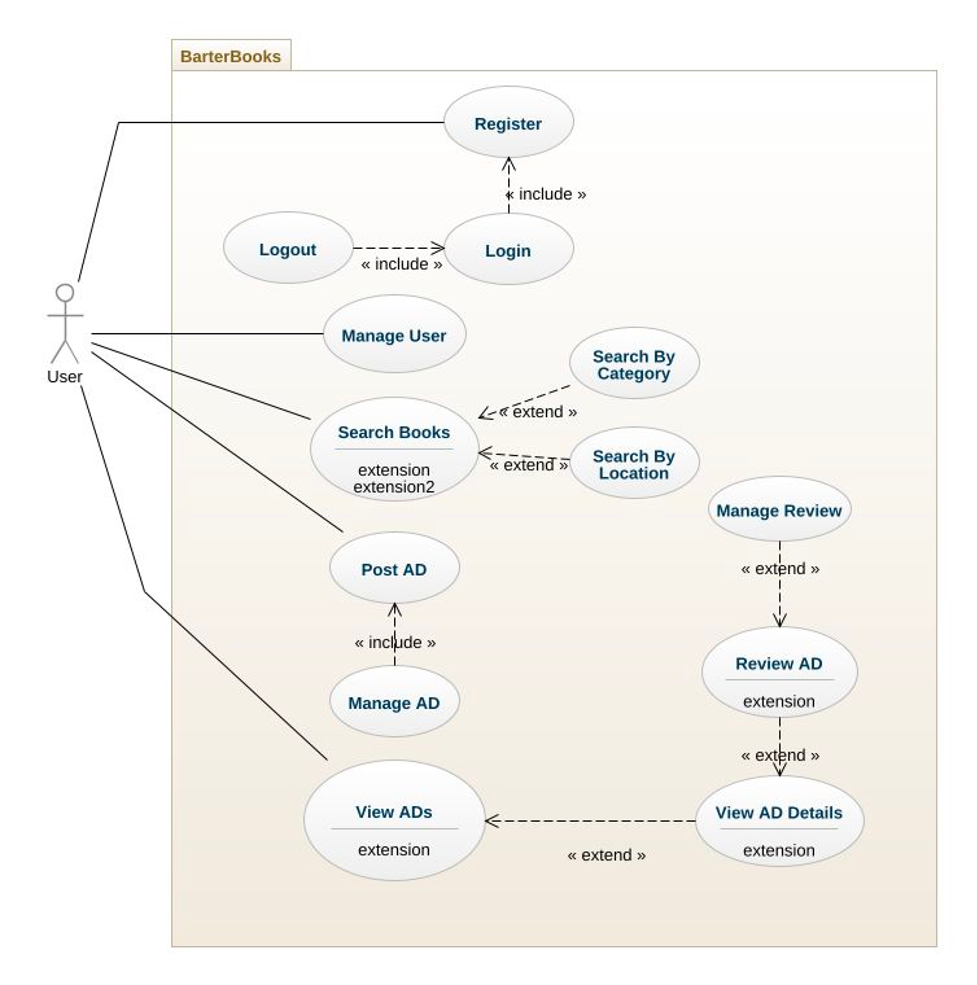 BarterBooks
Register
« include »
Logout
Login
« include »
Manage User
User
Search By
Category
« extend »
Search Books
extension
extension2
Search By
Location
« extend »
Manage Review
« extend »
Post AD
« include »
Manage AD
Review AD
extension
« extend »
View ADs
extension
View AD Details
extension
« extend »